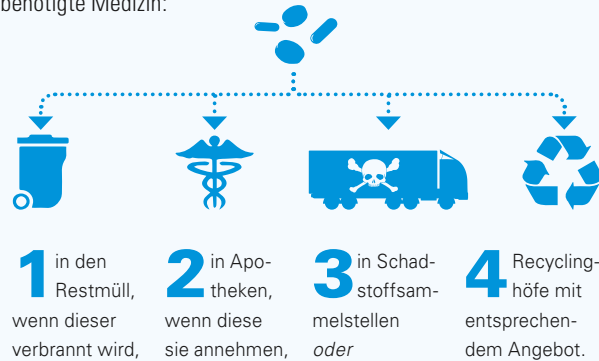 benötigte Medizin:
1 in den
Restmüll,
wenn dieser
verbrannt wird,
2 in Apo-
theken,
wenn diese
sie annehmen,
3 in Schad-
stoffsam-
melstellen
oder
4 Recycling-
höfe mit
entsprechen-
dem Angebot.